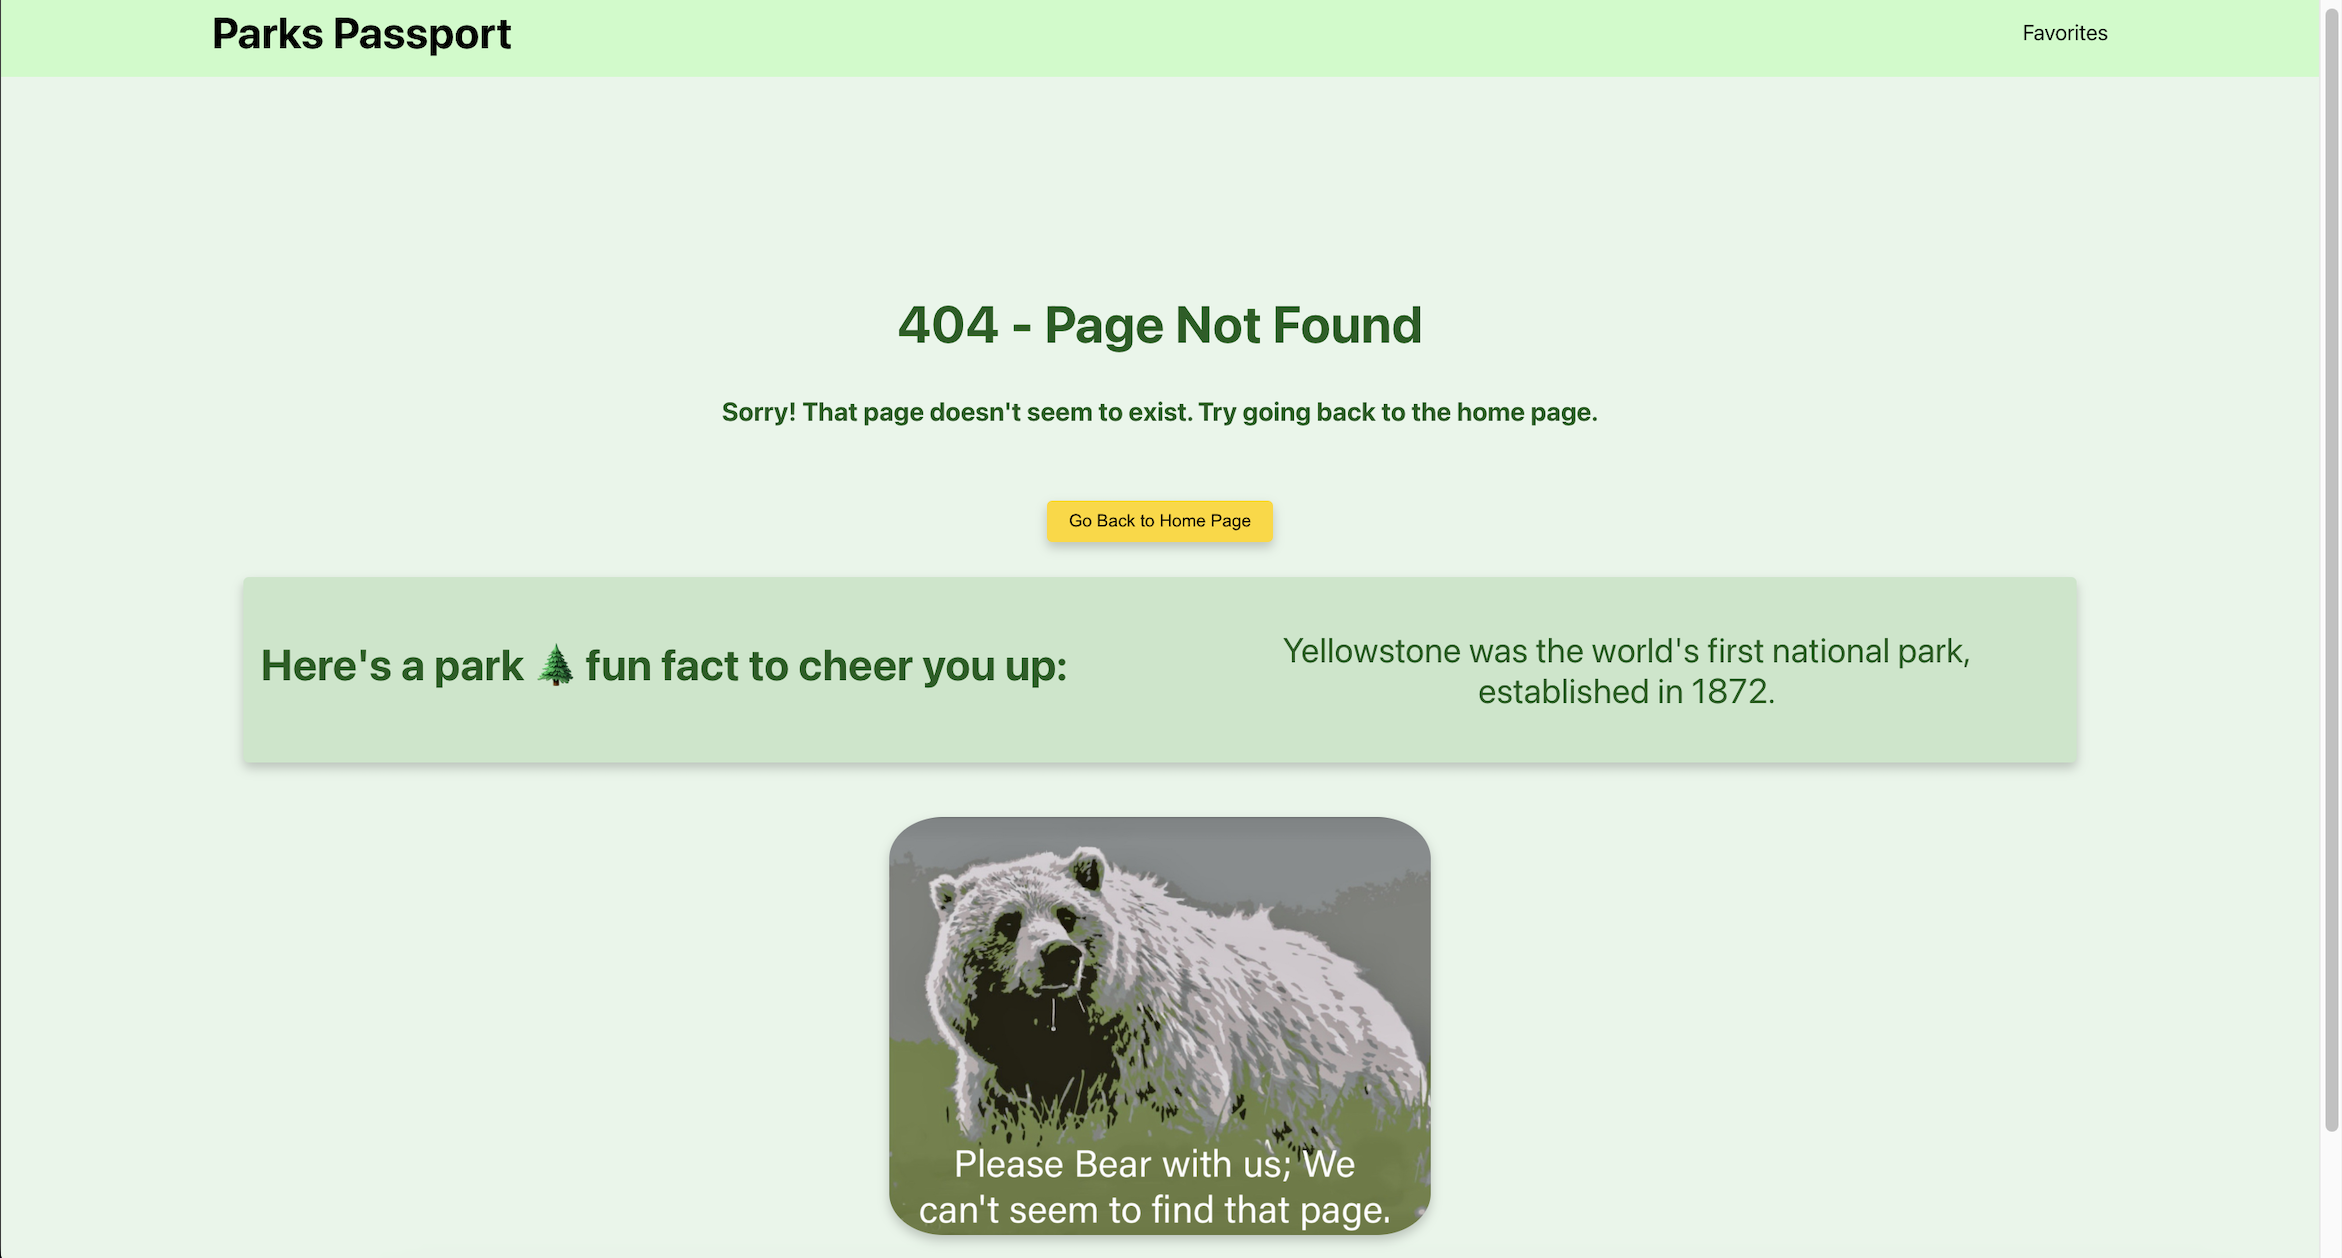 Parks Passport
Favorites
404 - Page Not Found
Sorry! That page doesn't seem to exist. Try going back to the home page.
Go Back to Home Page
Here's a park 🌲 fun fact to cheer you up:
Yellowstone was the world's first national park,
established in 1872.
Please Bear with us; We
can't seem to find that page.